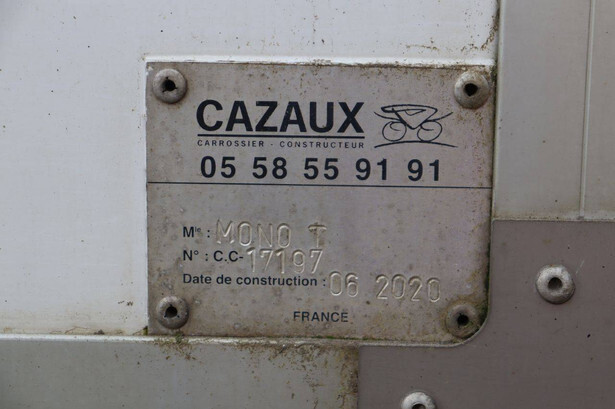 CAZAUX
CARROSSIER - CONSTRUCTEUR
05 58 55 91 91
Mle : MONO T
N° : C.C-17197
Date de construction : 06 2020
FRANCE